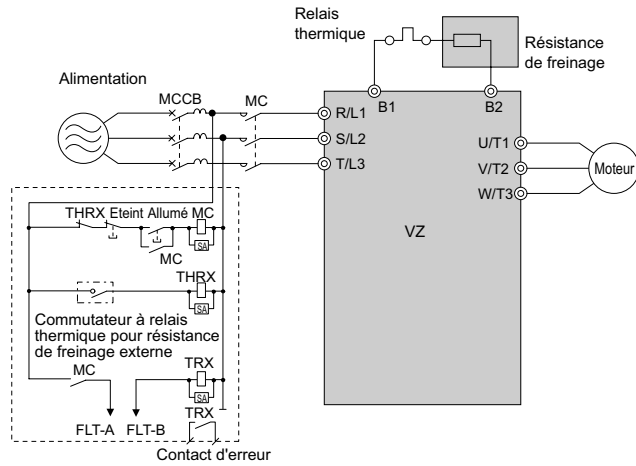 Relais
thermique
Résistance
de freinage
Alimentation
MCCB
MC
B1
B2
R/L1
S/L2
T/L3
U/T1
V/T2
W/T3
Moteur
VZ
THRX Eteint Allumé MC
SA
MC
THRX
SA
Commutateur à relais
thermique pour résistance
de freinage externe
MC
TRX
SA
TRX
FLT-A FLT-B
Contact d'erreur